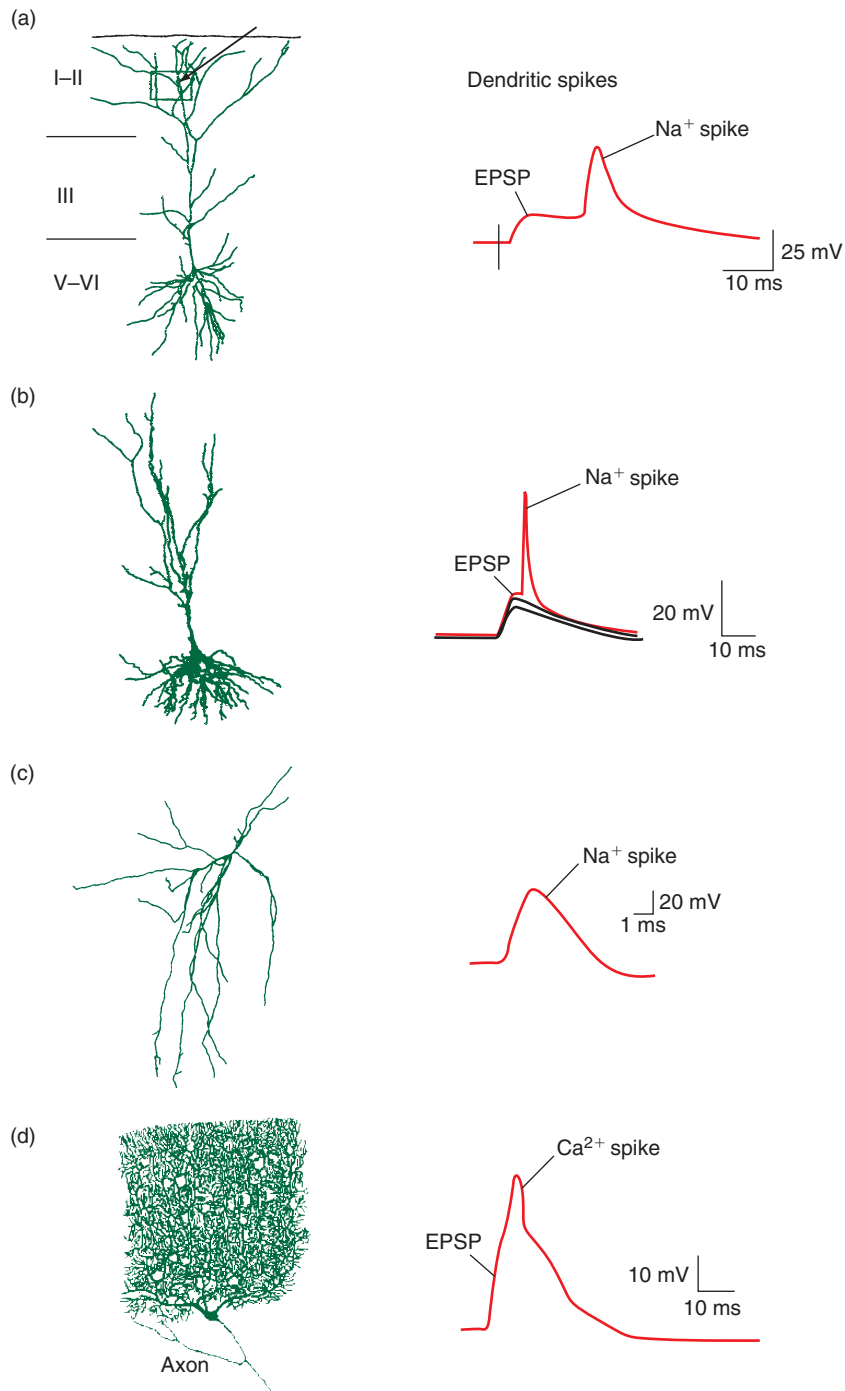 (a)
I–II
III
V–VI
Dendritic spikes
Na⁺ spike
EPSP
25 mV
10 ms
(b)
Na⁺ spike
EPSP
20 mV
10 ms
(c)
Na⁺ spike
20 mV
1 ms
(d)
Ca²⁺ spike
EPSP
10 mV
10 ms
Axon